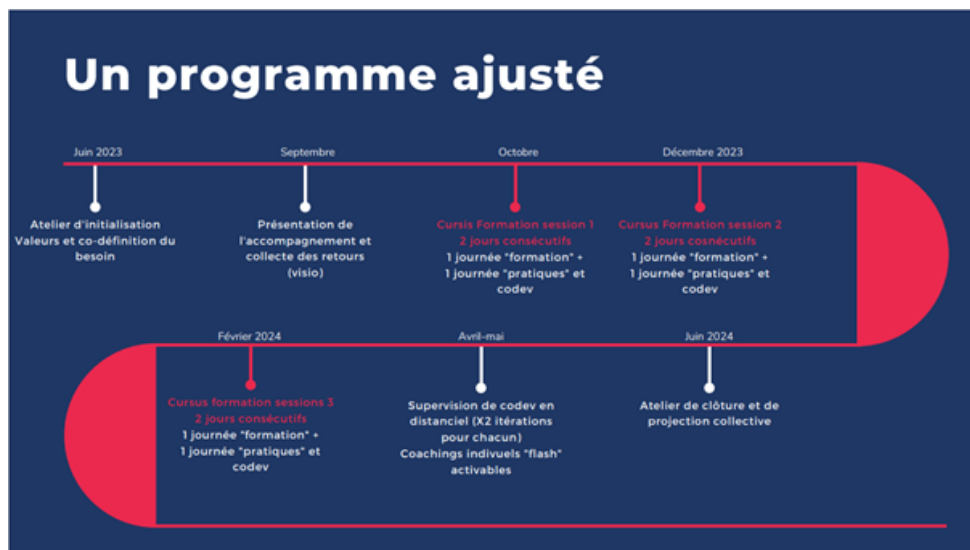 Un programme ajusté
Juin 2023
Atelier d'initialisation
Valeurs et co-définition du
besoin
Septembre
Présentation de
l'accompagnement et
collecte des retours
(visio)
Octobre
Cursis Formation session 1
2 jours consécutifs
1 journée "formation" +
1 journée "pratiques" et
codev
Décembre 2023
Cursus Formation session 2
2 jours cosnécutifs
1 journée "formation" +
1 journée "pratiques" et
codev
Février 2024
Cursus formation sessions 3
2 jours consécutifs
1 journée "formation" +
1 journée "pratiques" et
codev
Avril-mai
Supervision de codev en
distanciel (X2 itérations
pour chacun)
Coachings indivuels "flash"
activables
Juin 2024
Atelier de clôture et de
projection collective